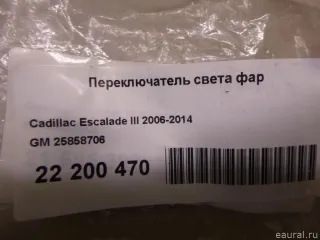 Переключатель света фар
Cadillac Escalade III 2006-2014
GM 25858706
22 200 470
eaural.ru